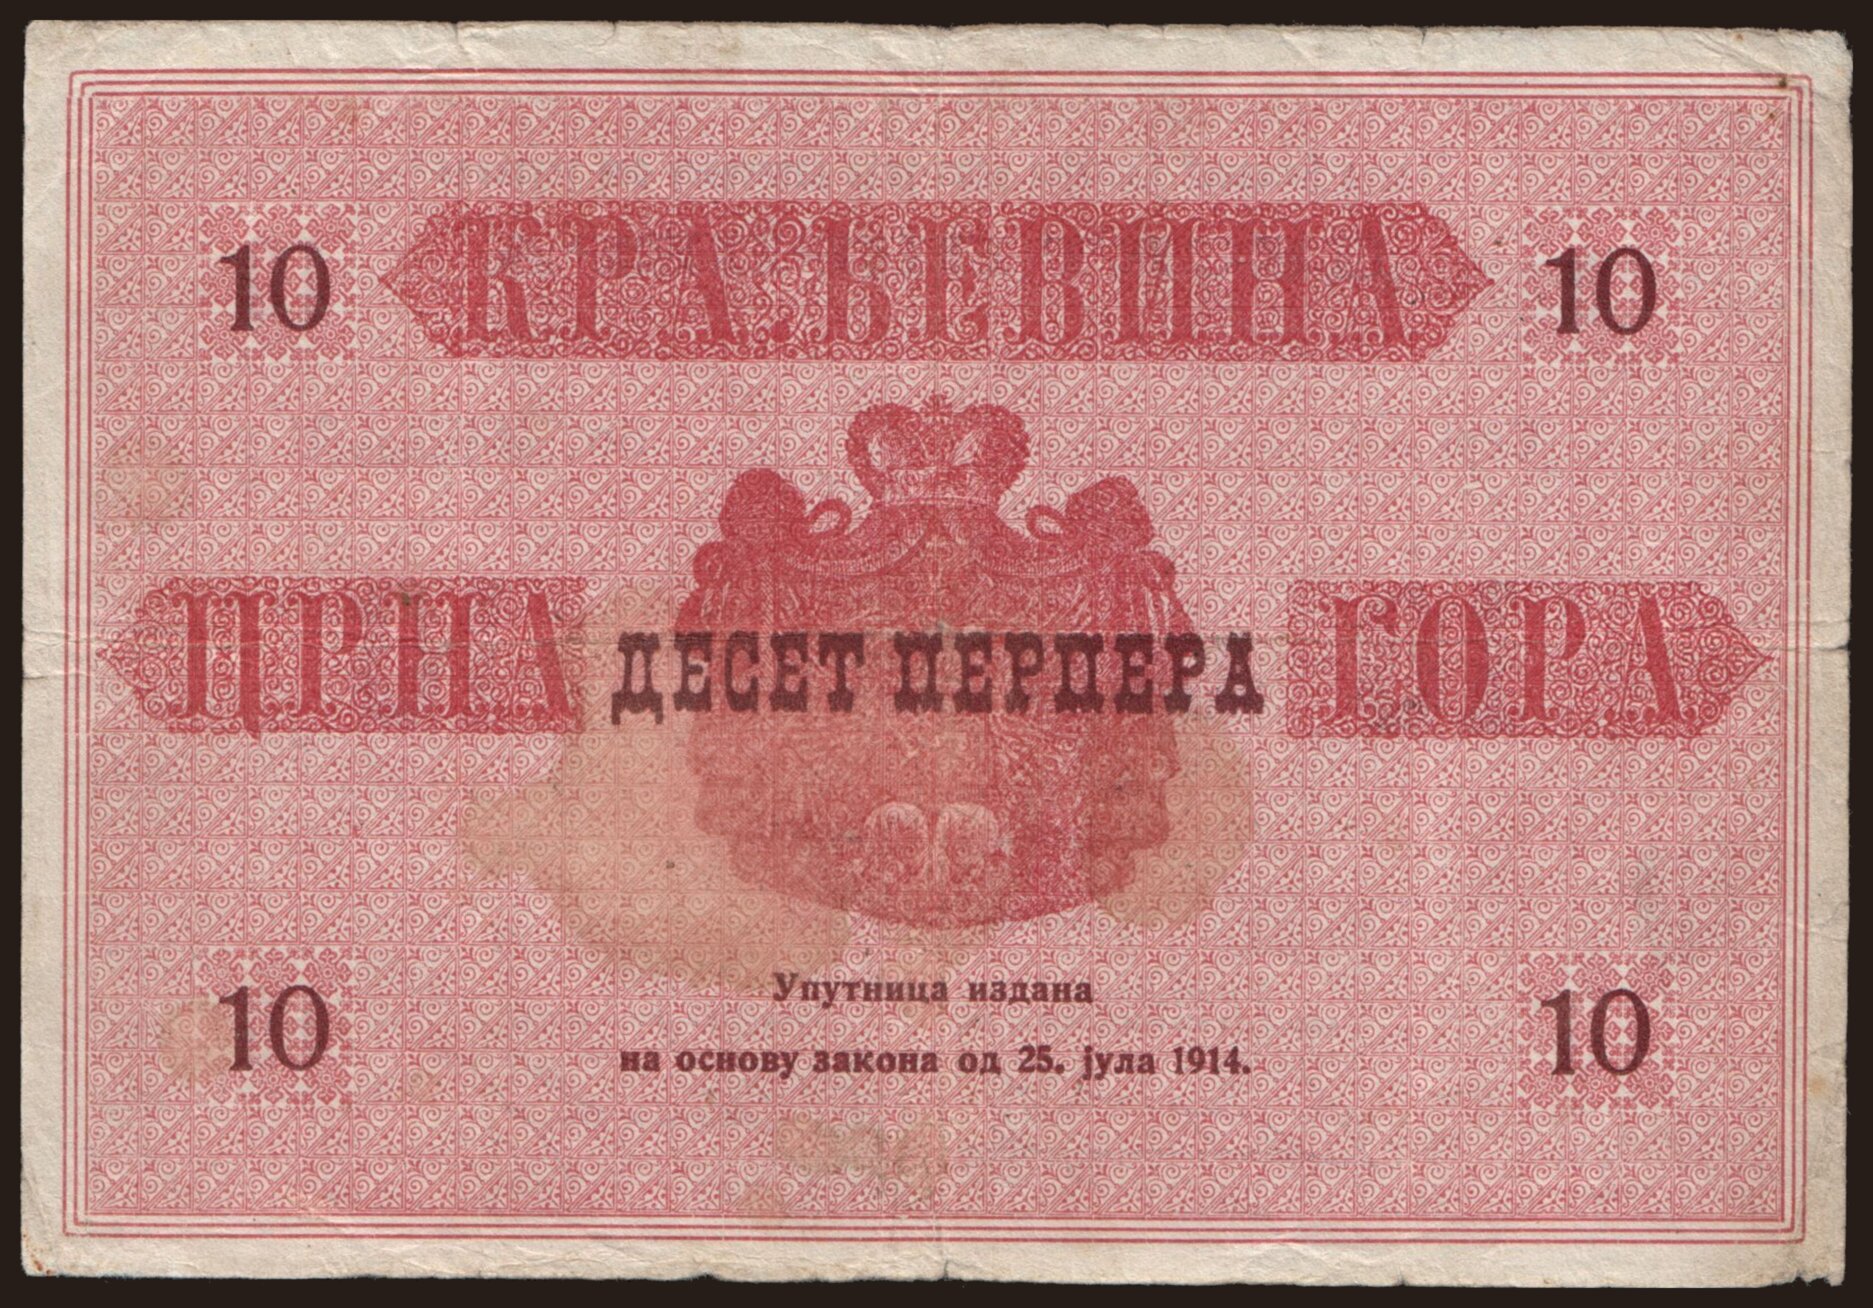 10 КРАЉЕВИНА 10
ЦРНА ДЕСЕТ ПЕРПЕРА ГОРА
Упутница издана
10 на основу закона од 25. јула 1914. 10